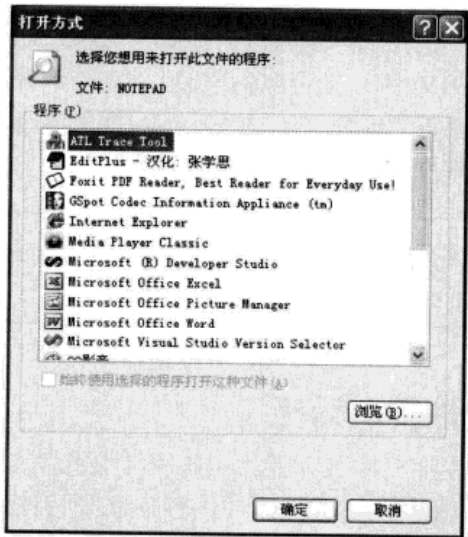 打开方式
选择您想用来打开此文件的程序:
文件: NOTEPAD
程序(P)
ATL Trace Tool
EditPlus - 汉化: 张学思
Foxit PDF Reader, Best Reader for Everyday Use!
GSpot Codec Information Appliance (tm)
Internet Explorer
Media Player Classic
Microsoft (R) Developer Studio
Microsoft Office Excel
Microsoft Office Picture Manager
Microsoft Office Word
Microsoft Visual Studio Version Selector
QQ影音
始终使用选择的程序打开这种文件(A)
浏览(B)...
确定
取消